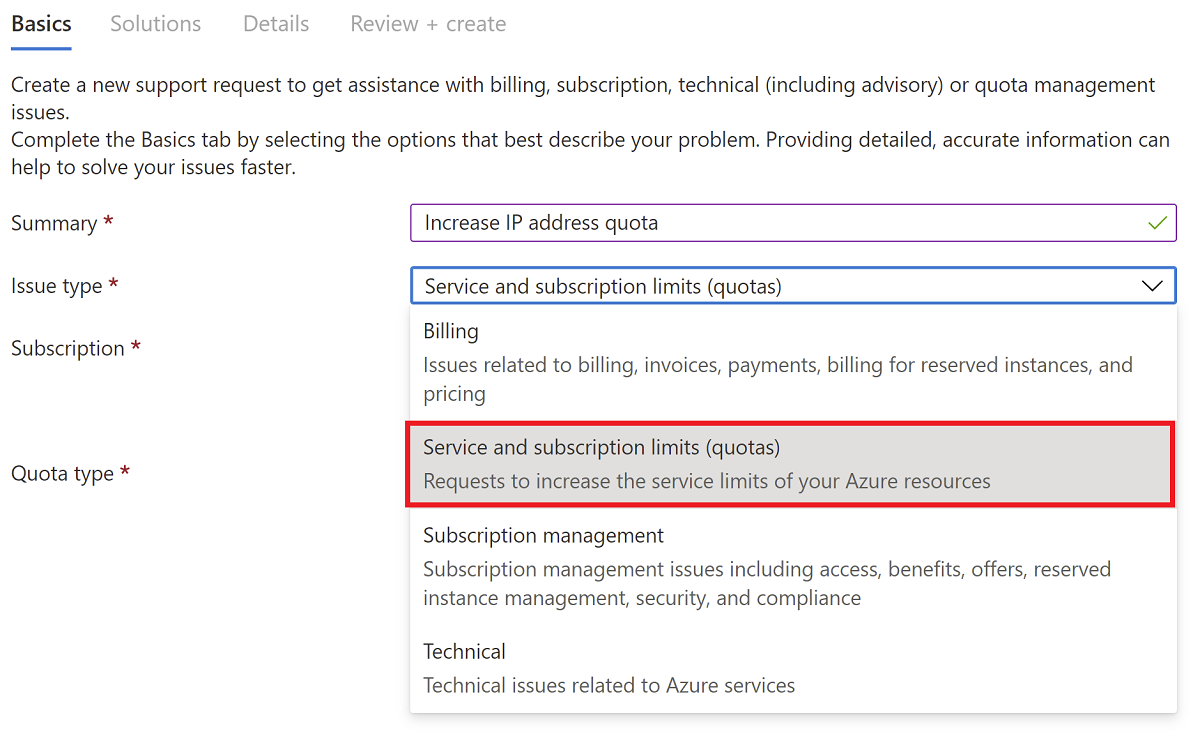 Basics Solutions Details Review + create
Create a new support request to get assistance with billing, subscription, technical (including advisory) or quota management
issues.
Complete the Basics tab by selecting the options that best describe your problem. Providing detailed, accurate information can
help to solve your issues faster.
Summary * Increase IP address quota
Issue type * Service and subscription limits (quotas)
Subscription *
Billing
Issues related to billing, invoices, payments, billing for reserved instances, and
pricing
Service and subscription limits (quotas)
Quota type *
Requests to increase the service limits of your Azure resources
Subscription management
Subscription management issues including access, benefits, offers, reserved
instance management, security, and compliance
Technical
Technical issues related to Azure services